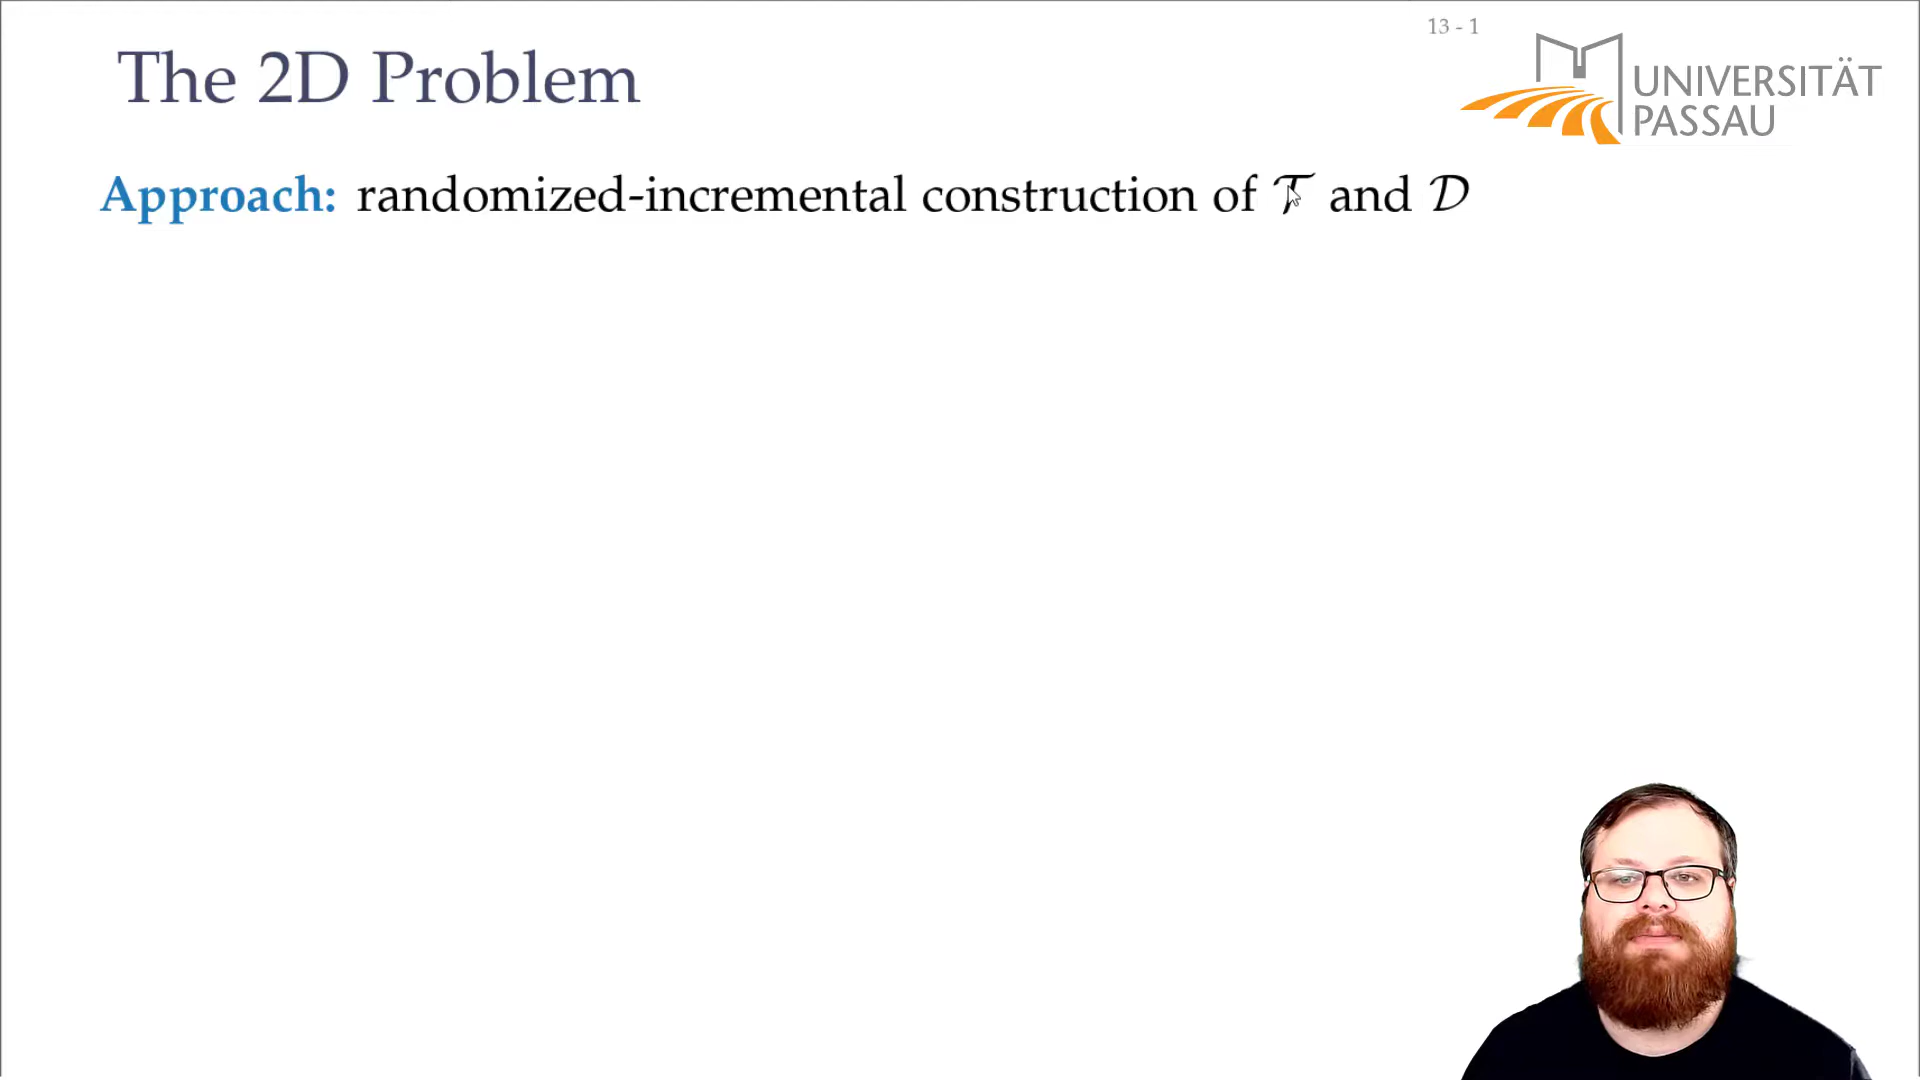 13 - 1
The 2D Problem
UNIVERSITÄT
PASSAU
Approach: randomized-incremental construction of 𝒯 and 𝒟